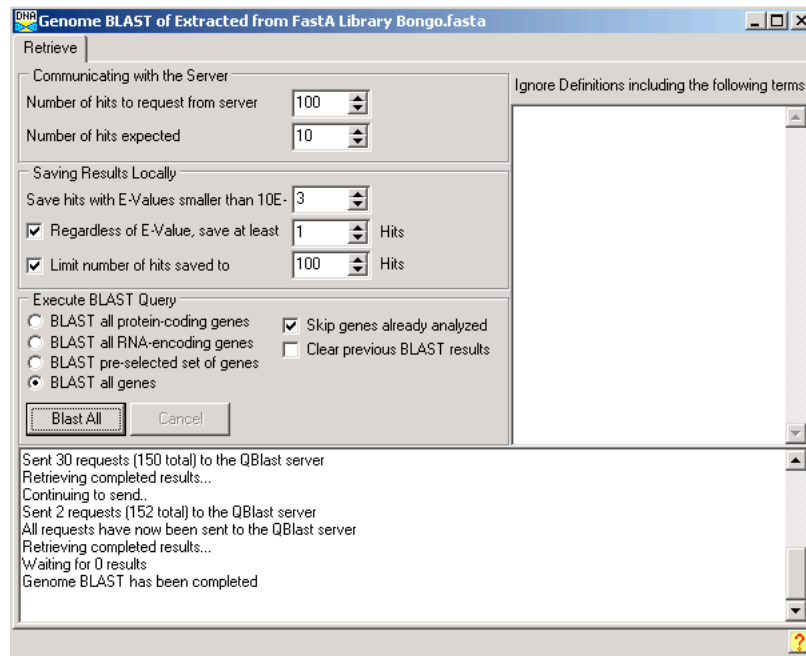 DNA Genome BLAST of Extracted from FastA Library Bongo.fasta
Retrieve
Communicating with the Server
Number of hits to request from server 100
Number of hits expected 10
Ignore Definitions including the following terms
Saving Results Locally
Save hits with E-Values smaller than 10E- 3
Regardless of E-Value, save at least 1 Hits
Limit number of hits saved to 100 Hits
Execute BLAST Query
BLAST all protein-coding genes
BLAST all RNA-encoding genes
BLAST pre-selected set of genes
BLAST all genes
Skip genes already analyzed
Clear previous BLAST results
Blast All Cancel
Sent 30 requests (150 total) to the QBlast server
Retrieving completed results...
Continuing to send..
Sent 2 requests (152 total) to the QBlast server
All requests have now been sent to the QBlast server
Retrieving completed results...
Waiting for 0 results
Genome BLAST has been completed
?